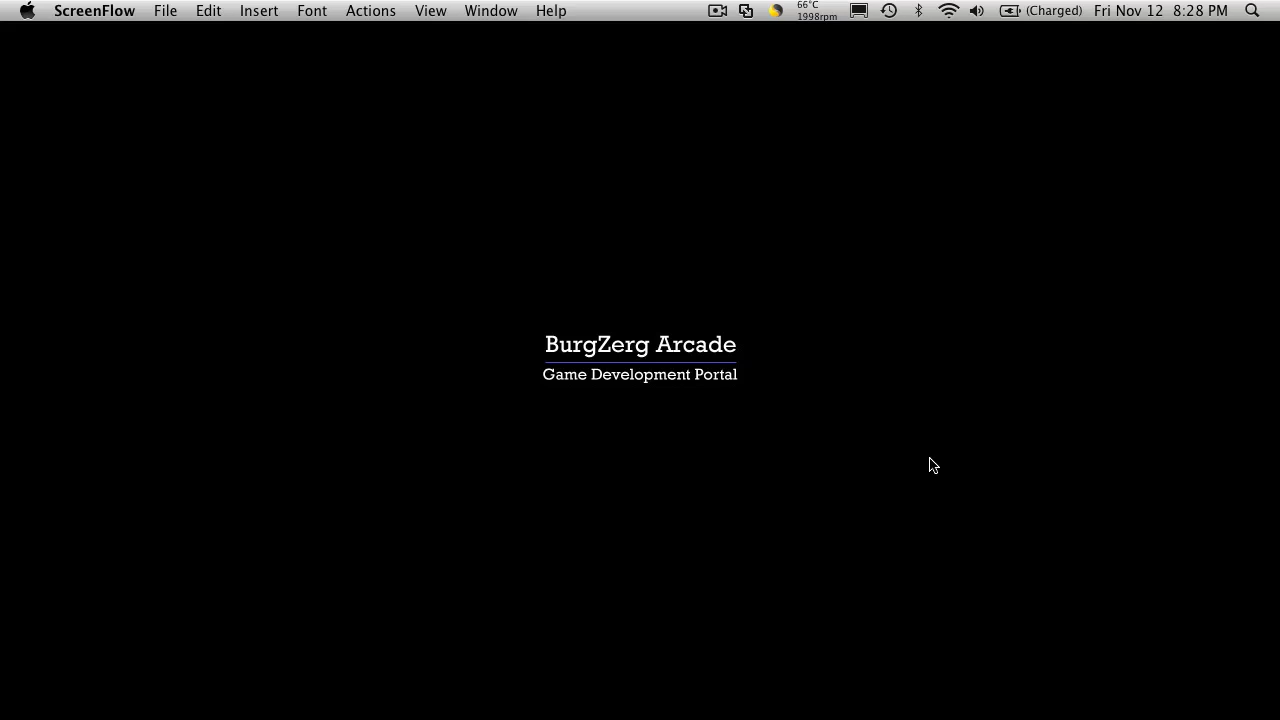 ScreenFlow File Edit Insert Font Actions View Window Help 66°C 1998rpm (Charged) Fri Nov 12 8:28 PM
BurgZerg Arcade
Game Development Portal